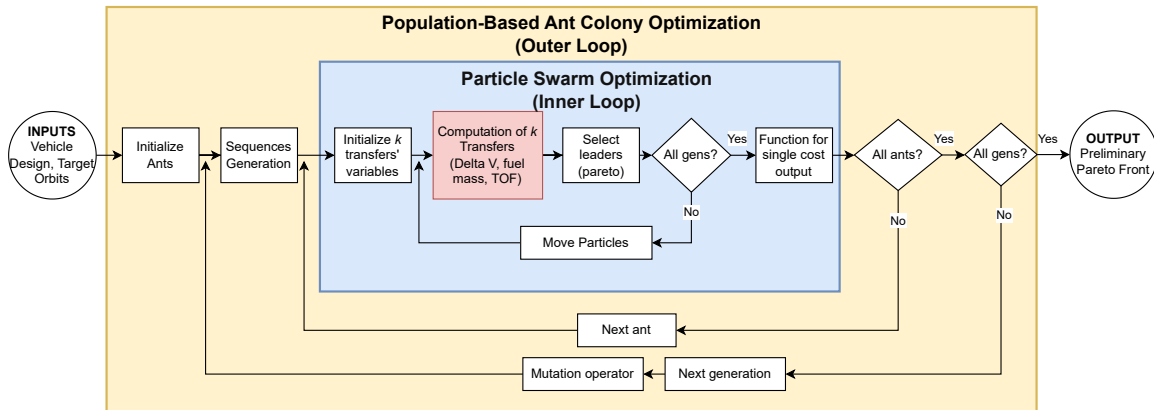 Population-Based Ant Colony Optimization
(Outer Loop)
Particle Swarm Optimization
(Inner Loop)
INPUTS
Vehicle
Design, Target
Orbits
Initialize
Ants
Sequences
Generation
Initialize k
transfers'
variables
Computation of k
Transfers
(Delta V, fuel
mass, TOF)
Select
leaders
(pareto)
All gens?
Yes
Function for
single cost
output
All ants?
Yes
All gens?
Yes
OUTPUT
Preliminary
Pareto Front
No
No
No
Move Particles
Next ant
Mutation operator
Next generation